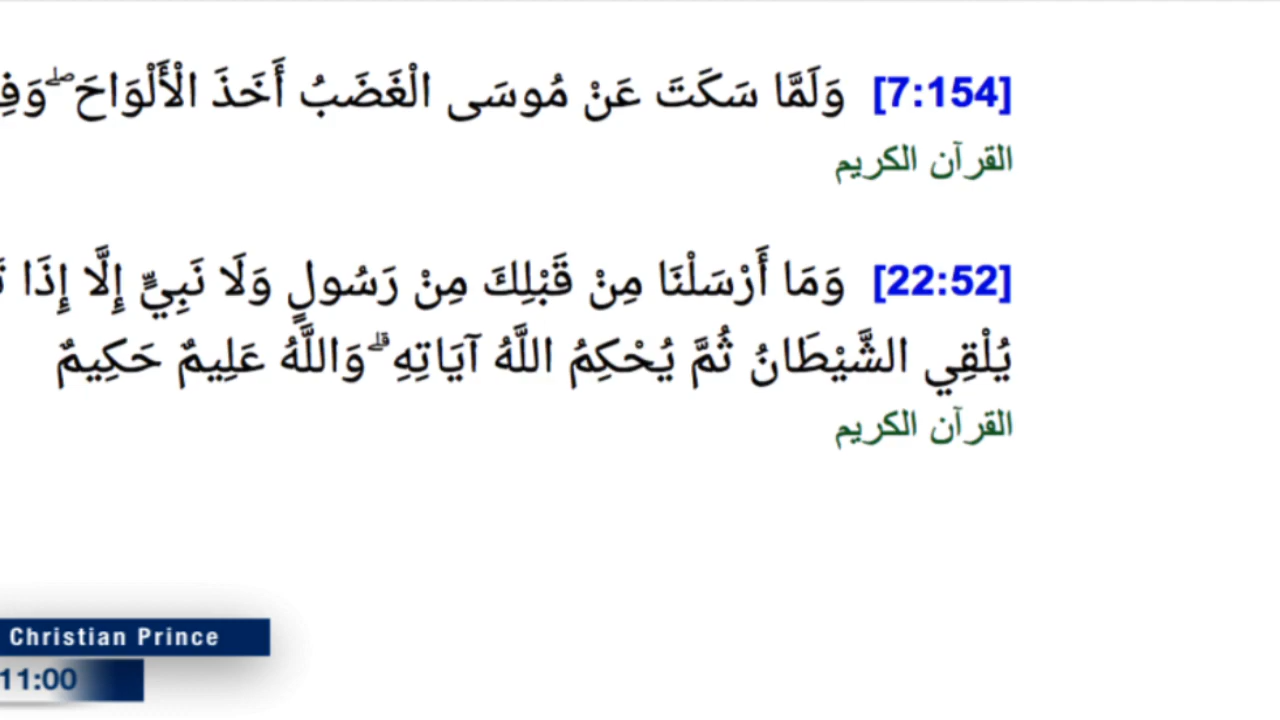 [7:154] وَلَمَّا سَكَتَ عَنْ مُوسَى الْغَضَبُ أَخَذَ الْأَلْوَاحَ ۖ
القرآن الكريم
[22:52] وَمَا أَرْسَلْنَا مِنْ قَبْلِكَ مِنْ رَسُولٍ وَلَا نَبِيٍّ إِلَّا إِذَا
يُلْقِي الشَّيْطَانُ ثُمَّ يُحْكِمُ اللَّهُ آيَاتِهِ ۗ وَاللَّهُ عَلِيمٌ حَكِيمٌ
القرآن الكريم
Christian Prince
11:00